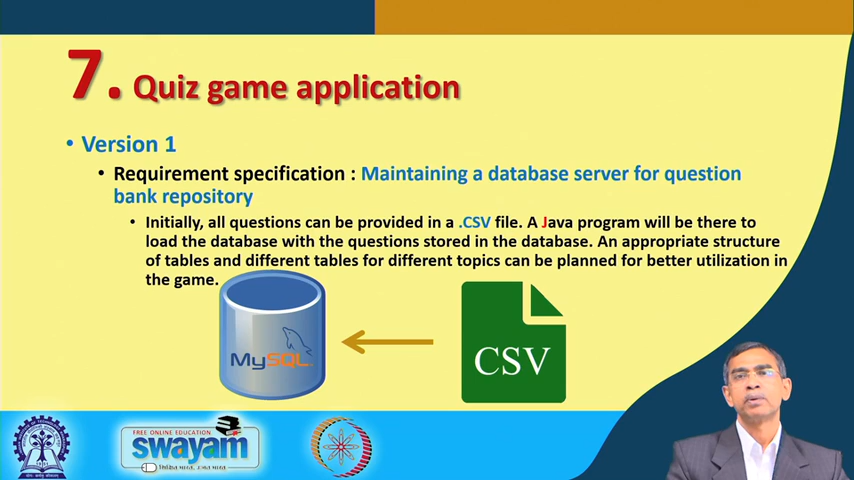 7. Quiz game application
• Version 1
• Requirement specification : Maintaining a database server for question
bank repository
• Initially, all questions can be provided in a .CSV file. A Java program will be there to
load the database with the questions stored in the database. An appropriate structure
of tables and different tables for different topics can be planned for better utilization in
the game.
MySQL
CSV
FREE ONLINE EDUCATION
swayam